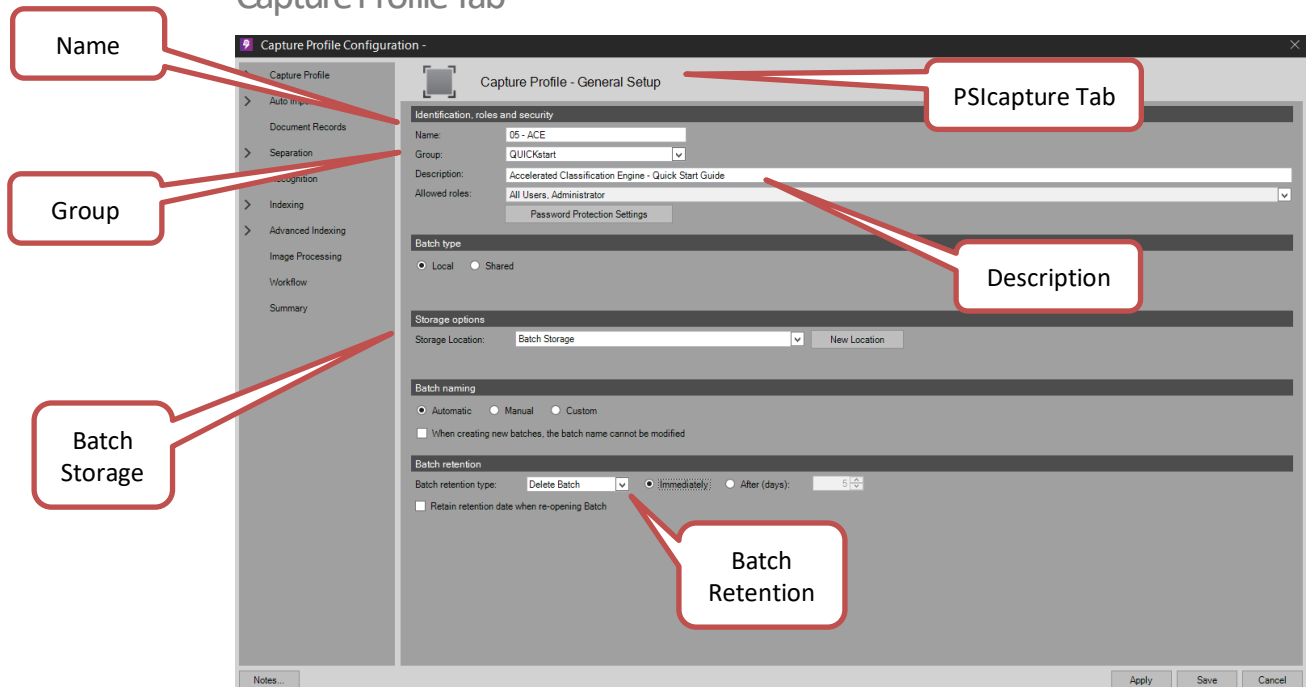 Capture Profile Tab
Name
Capture Profile Configuration -
Capture Profile
Capture Profile - General Setup
PSIcapture Tab
Auto Import
Identification, roles and security
Document Records
Name: 05 - ACE
Separation
Group: QUICKstart
Recognition
Description: Accelerated Classification Engine - Quick Start Guide
Group
Indexing
Allowed roles: All Users, Administrator
Password Protection Settings
Advanced Indexing
Batch type
Image Processing
Local Shared
Description
Workflow
Summary
Storage options
Storage Location: Batch Storage New Location
Batch
Storage
Batch naming
Automatic Manual Custom
When creating new batches, the batch name cannot be modified
Batch retention
Batch retention type: Delete Batch Immediately After (days): 5
Retain retention date when re-opening Batch
Batch
Retention
Notes...
Apply Save Cancel